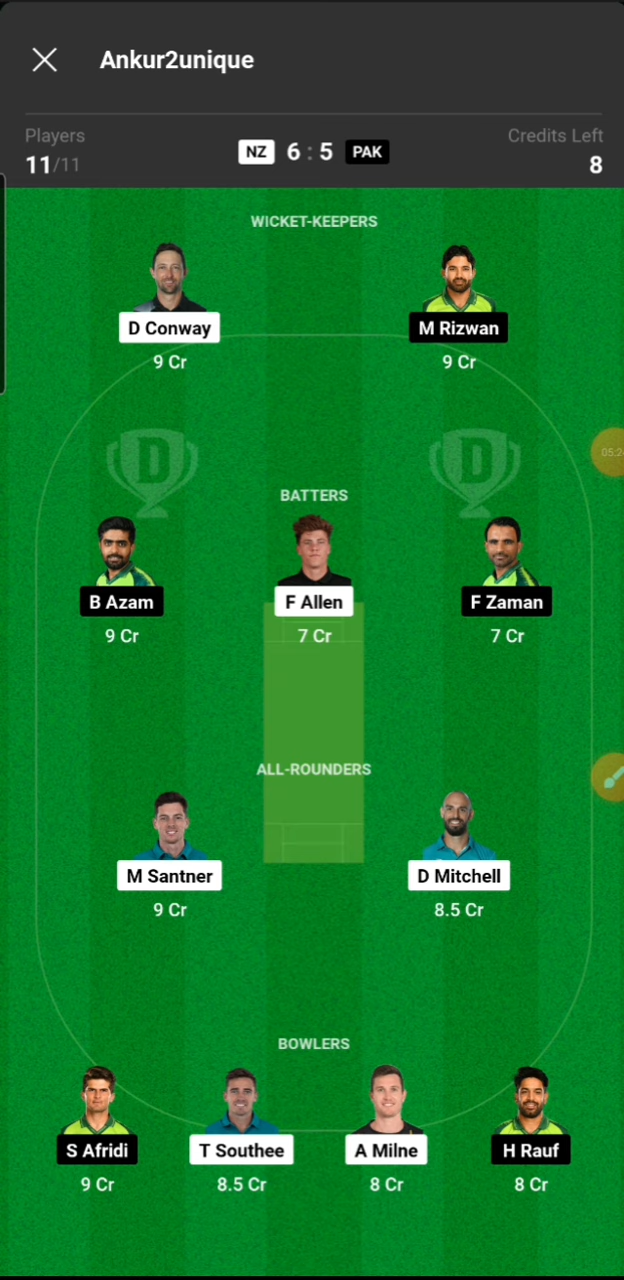 Ankur2unique
Players
Credits Left
11/11
NZ 6 : 5 PAK
8
WICKET-KEEPERS
D Conway
M Rizwan
9 Cr
9 Cr
D
D
BATTERS
B Azam
F Allen
F Zaman
9 Cr
7 Cr
7 Cr
ALL-ROUNDERS
M Santner
D Mitchell
9 Cr
8.5 Cr
BOWLERS
S Afridi
T Southee
A Milne
H Rauf
9 Cr
8.5 Cr
8 Cr
8 Cr